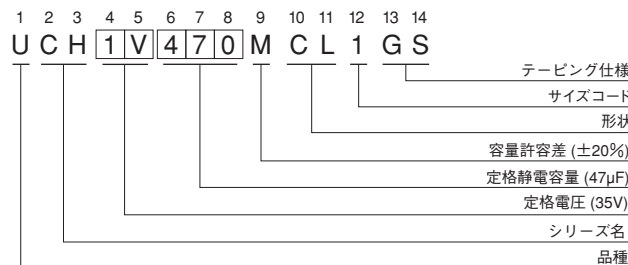 1 2 3 4 5 6 7 8 9 10 11 12 13 14
U C H 1 V 4 7 0 M C L 1 G S
テーピング仕様
サイズコード
形状
容量許容差 (±20%)
定格静電容量 (47µF)
定格電圧 (35V)
シリーズ名
品種